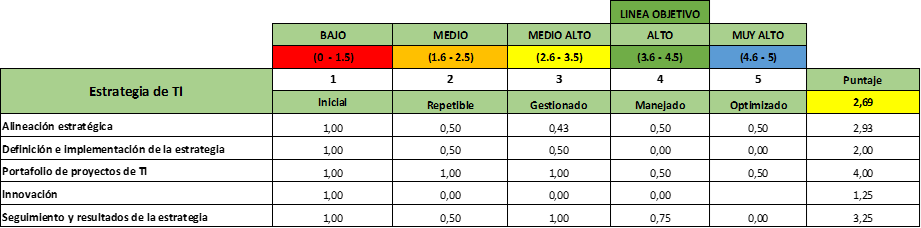 LINEA OBJETIVO
BAJO MEDIO MEDIO ALTO ALTO MUY ALTO
(0 - 1.5) (1.6 - 2.5) (2.6 - 3.5) (3.6 - 4.5) (4.6 - 5)
Estrategia de TI 1 2 3 4 5 Puntaje
Inicial Repetible Gestionado Manejado Optimizado 2,69
Alineación estratégica 1,00 0,50 0,43 0,50 0,50 2,93
Definición e implementación de la estrategia 1,00 0,50 0,50 0,00 0,00 2,00
Portafolio de proyectos de TI 1,00 1,00 1,00 0,50 0,50 4,00
Innovación 1,00 0,00 0,00 0,00 1,25
Seguimiento y resultados de la estrategia 1,00 0,50 1,00 0,75 0,00 3,25